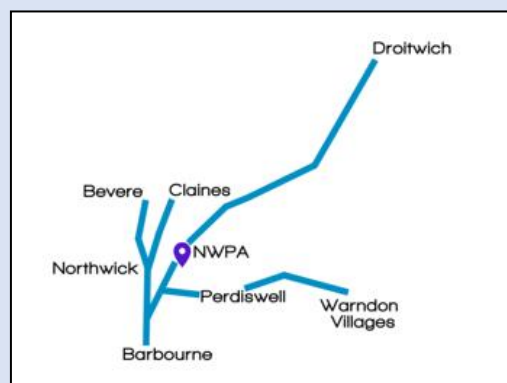 Droitwich
Bevere
Claines
NWPA
Northwick
Perdiswell
Warndon
Villages
Barbourne